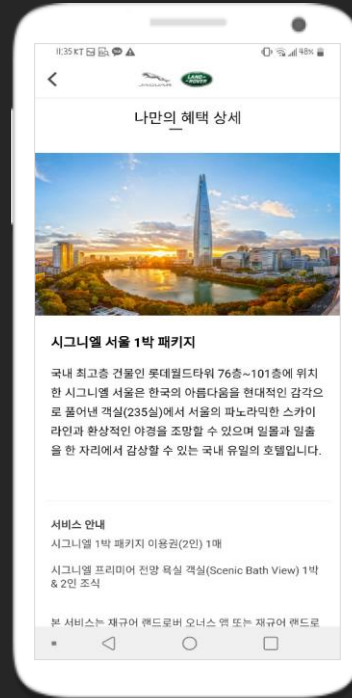 11:35 KT
48%
JAGUAR
LAND-
ROVER
나만의 혜택 상세
시그니엘 서울 1박 패키지
국내 최고층 건물인 롯데월드타워 76층~101층에 위치
한 시그니엘 서울은 한국의 아름다움을 현대적인 감각으
로 풀어낸 객실(235실)에서 서울의 파노라믹한 스카이
라인과 환상적인 야경을 조망할 수 있으며 일몰과 일출
을 한 자리에서 감상할 수 있는 국내 유일의 호텔입니다.
서비스 안내
시그니엘 1박 패키지 이용권(2인) 1매
시그니엘 프리미어 전망 욕실 객실(Scenic Bath View) 1박
& 2인 조식
본 서비스는 재규어 랜드로버 오너스 앱 또는 재규어 랜드로